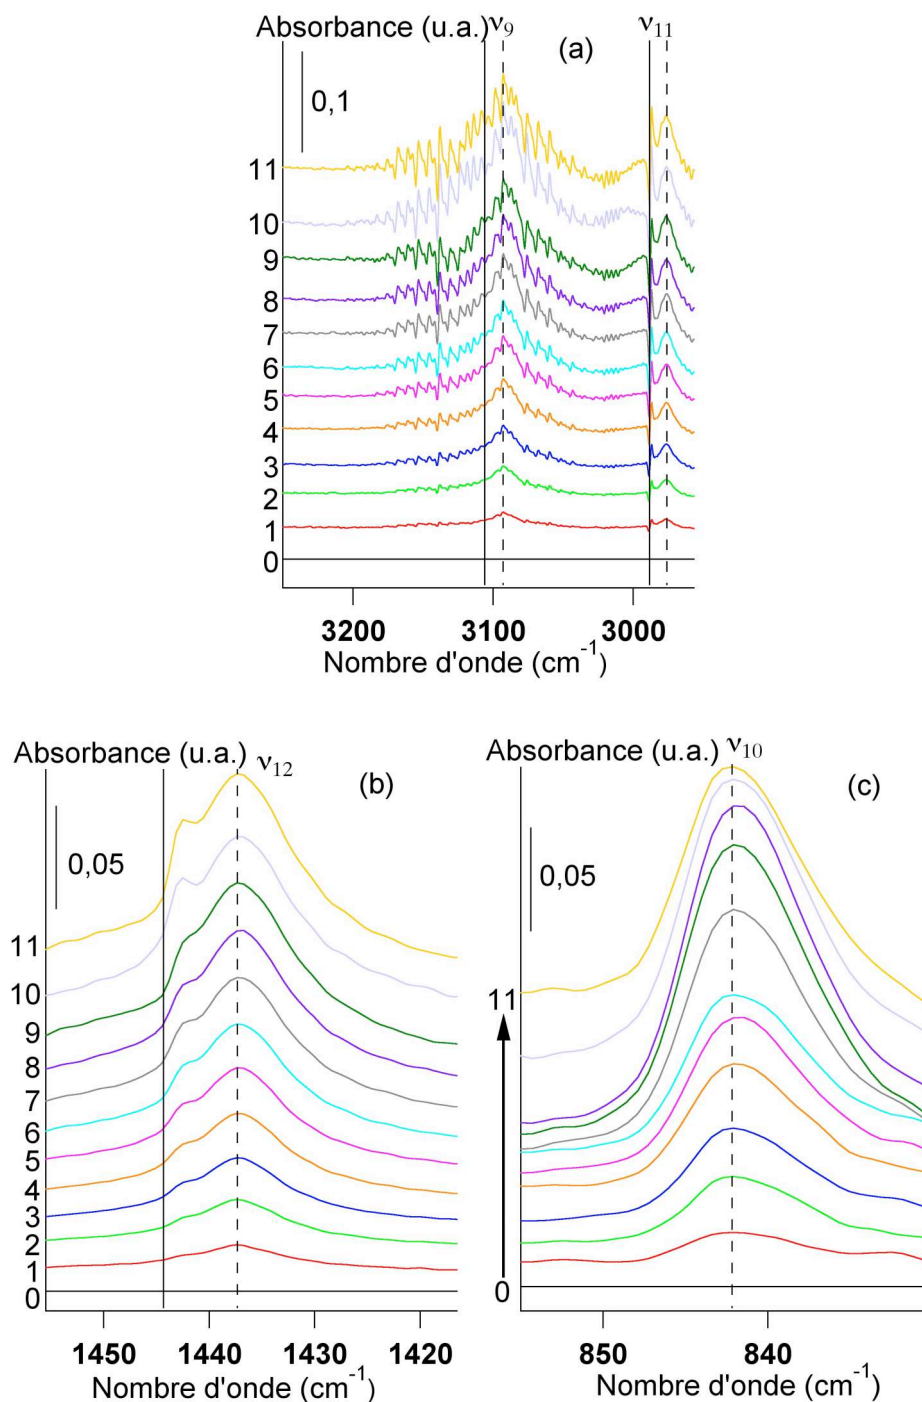 Absorbance (u.a.) ν9 ν11
(a)
0,1
11
10
9
8
7
6
5
4
3
2
1
0
3200 3100 3000
Nombre d'onde (cm-1)
Absorbance (u.a.) ν12
(b)
0,05
11
10
9
8
7
6
5
4
3
2
1
0
1450 1437 1430 1420
Nombre d'onde (cm-1)
Absorbance (u.a.) ν10
(c)
0,05
11
0
850 840
Nombre d'onde (cm-1)